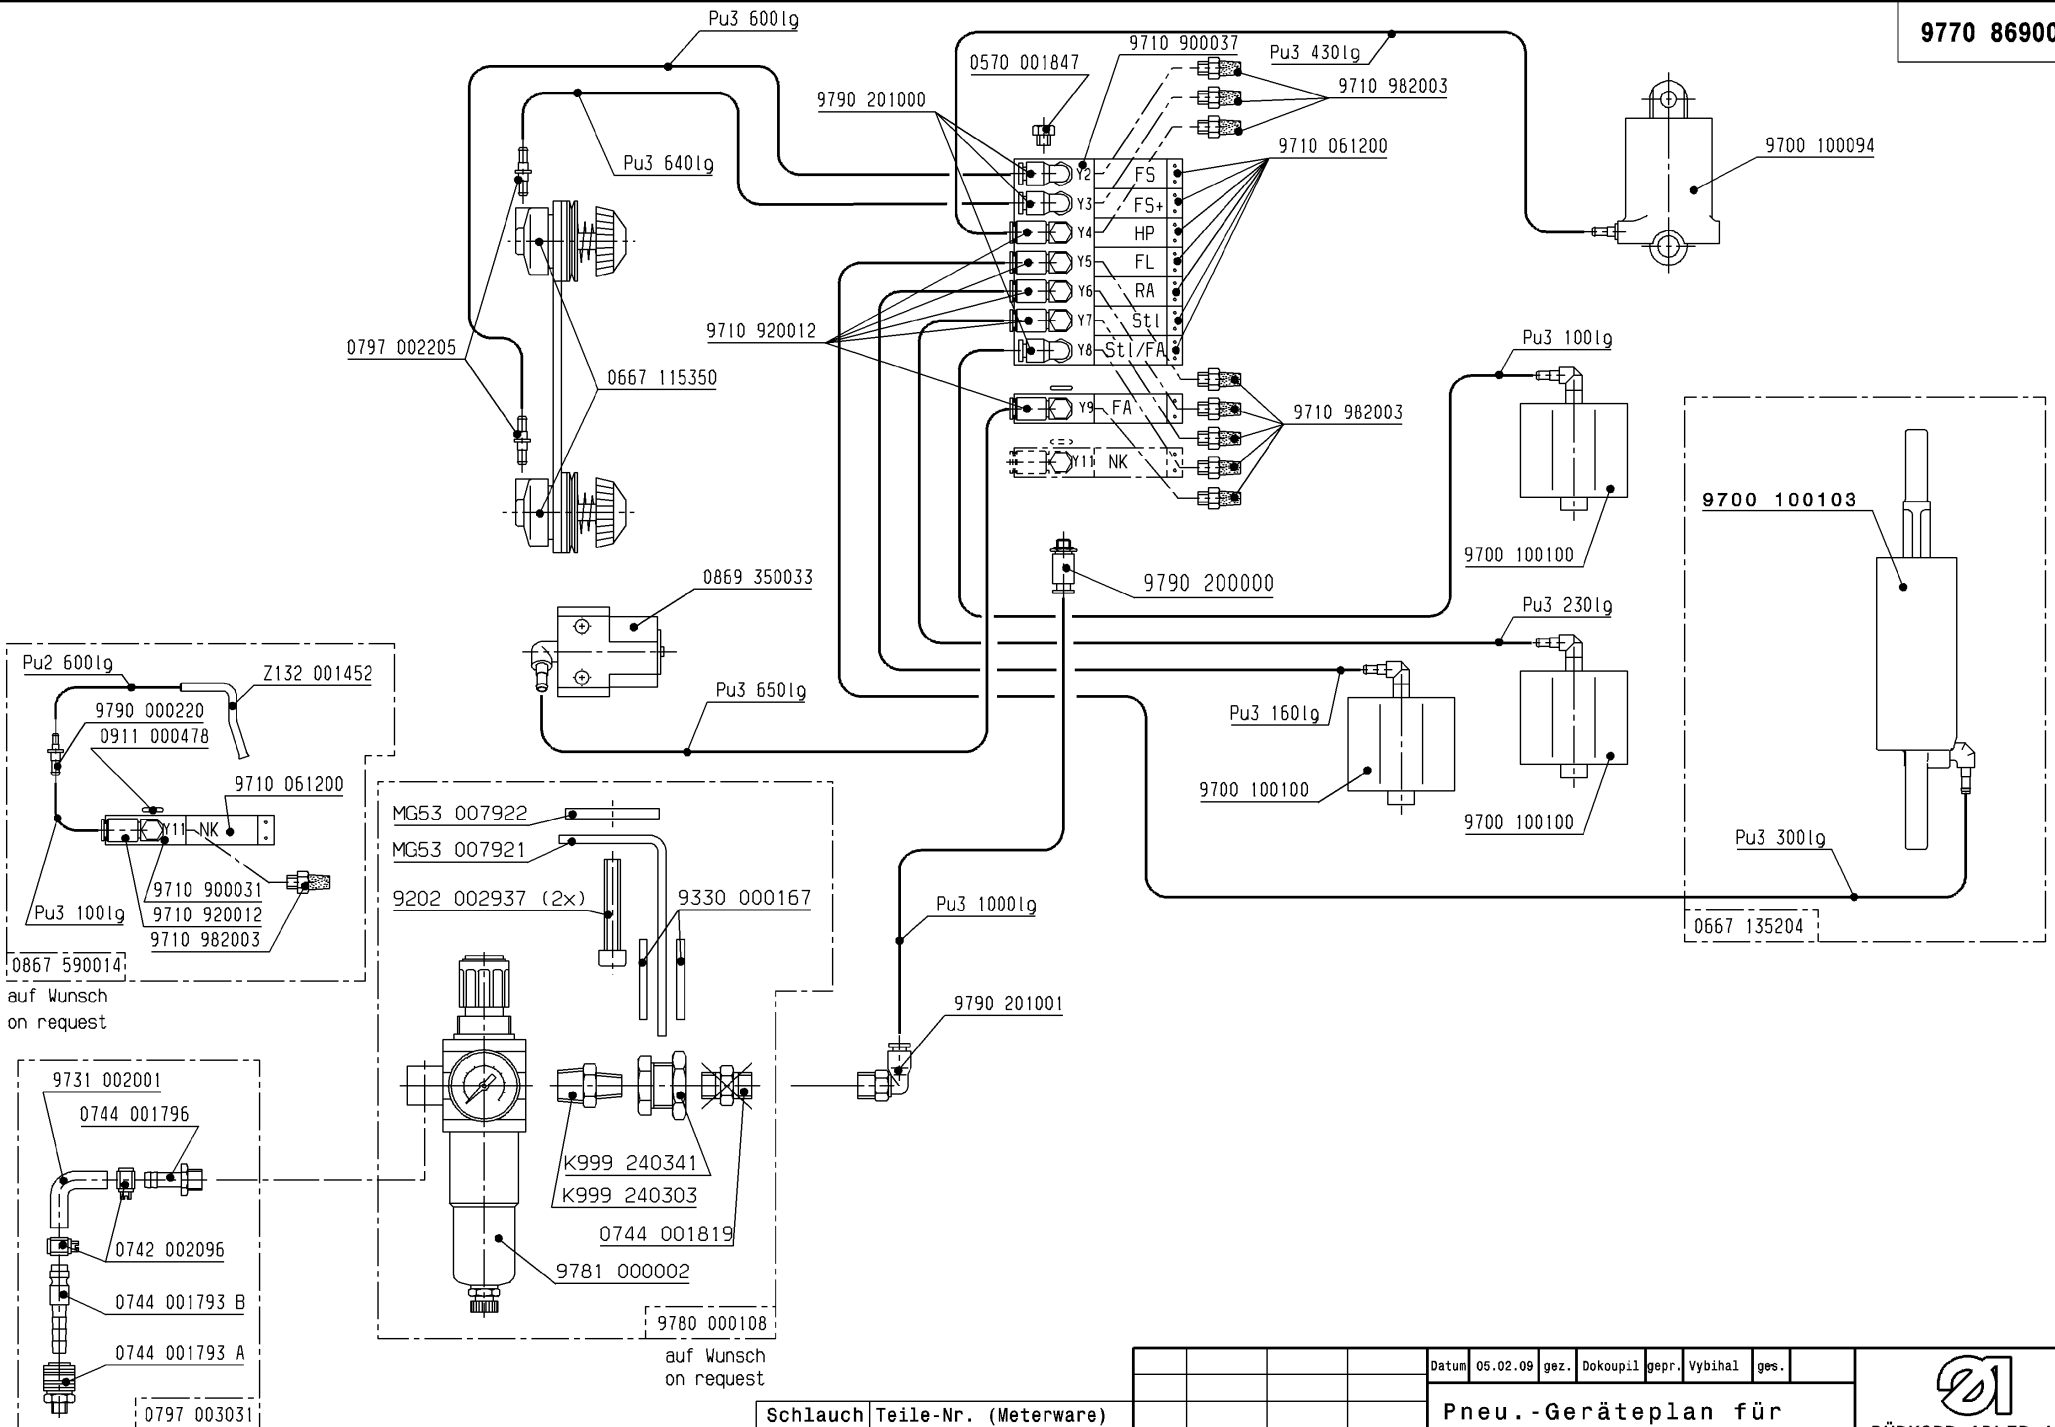 Pu3 600lg
9770 86900
9710 900037
Pu3 430lg
0570 001847
9710 982003
9790 201000
Pu3 640lg
9710 061200
9700 100094
Y2 FS
Y3 FS+
Y4 HP
Y5 FL
Y6 RA
Y7 Stl
Y8 Stl/FA
Y9 FA
Y11 NK
9710 920012
0797 002205
0667 115350
9710 982003
Pu3 100lg
9700 100100
9700 100103
0869 350033
9790 200000
Pu3 230lg
Pu3 650lg
Pu3 160lg
9700 100100
9700 100100
Pu3 300lg
0667 135204
Pu2 600lg
Z132 001452
9790 000220
0911 000478
9710 061200
Y11 NK
9710 900031
Pu3 100lg
9710 920012
9710 982003
0867 590014
auf Wunsch
on request
MG53 007922
MG53 007921
9202 002937 (2x)
9330 000167
Pu3 1000lg
9790 201001
K999 240341
K999 240303
0744 001819
9781 000002
9780 000108
auf Wunsch
on request
9731 002001
0744 001796
0742 002096
0744 001793 B
0744 001793 A
0797 003031
Schlauch Teile-Nr. (Meterware)
Datum 05.02.09 gez. Dokoupil gepr. Vybihal ges.
Pneu.-Geräteplan für